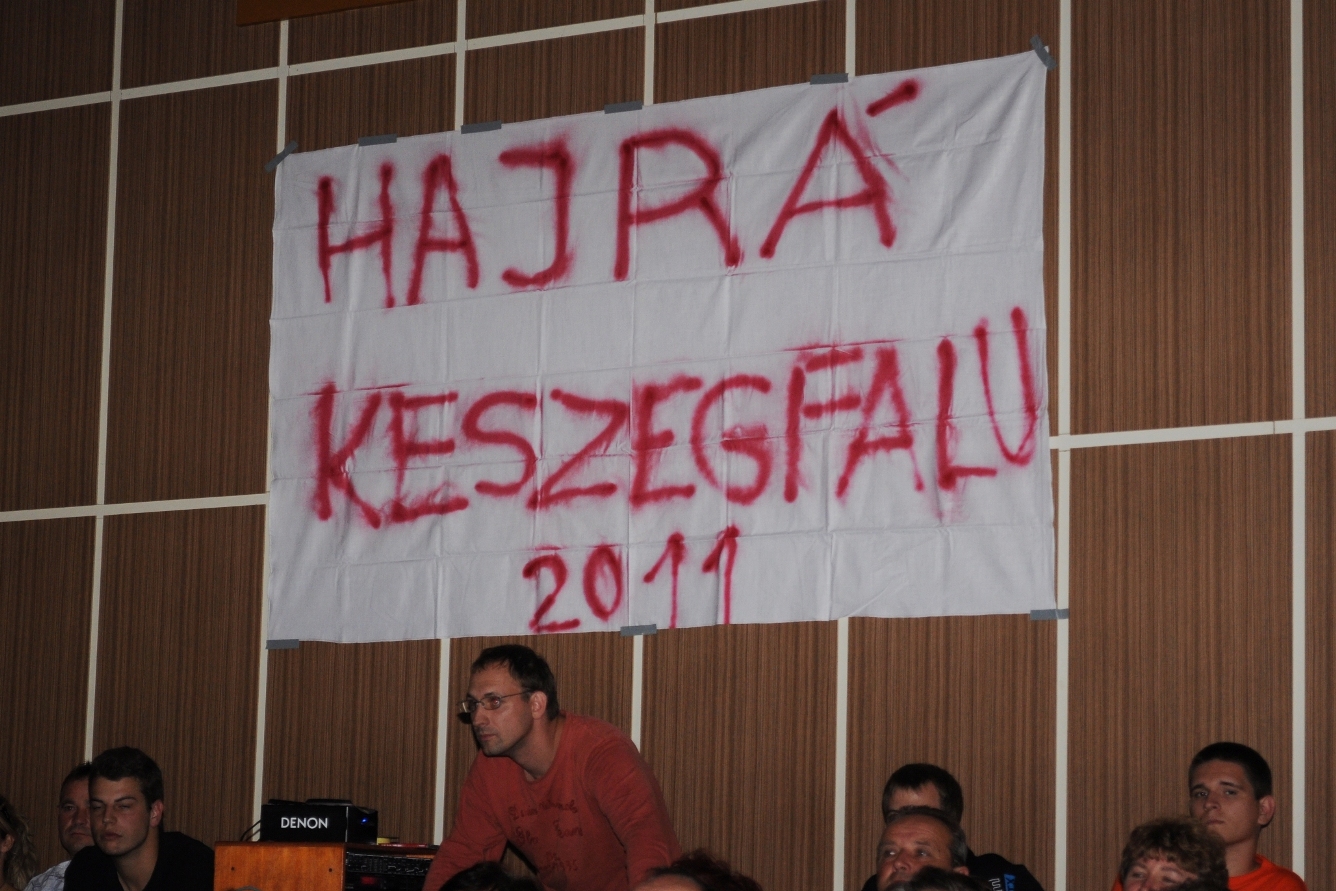 HAJRÁ
KESZEGFALU
2011
DENON